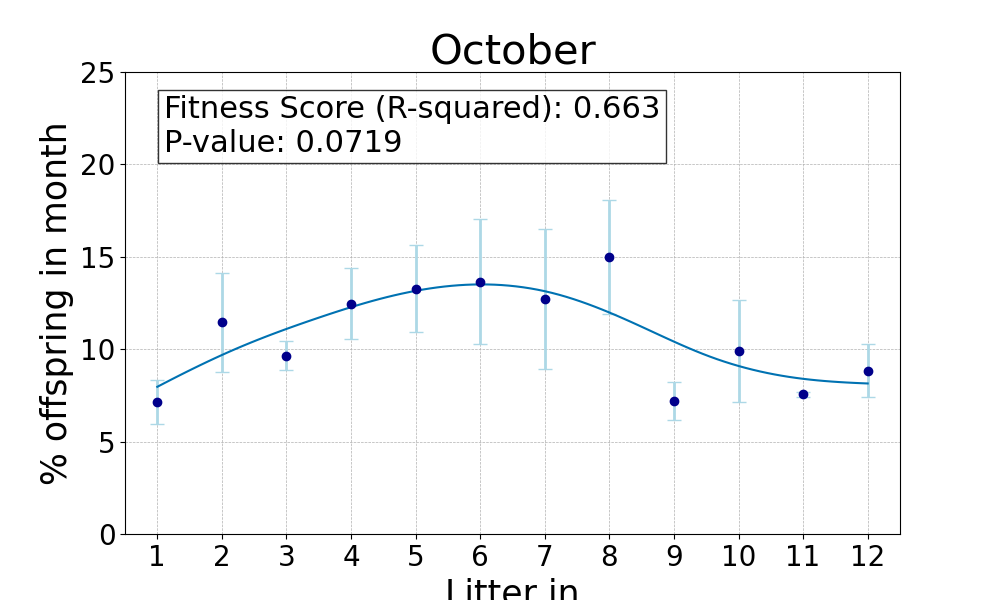 October
Fitness Score (R-squared): 0.663
P-value: 0.0719
% offspring in month
25
20
15
10
5
0
1 2 3 4 5 6 7 8 9 10 11 12
Litter in